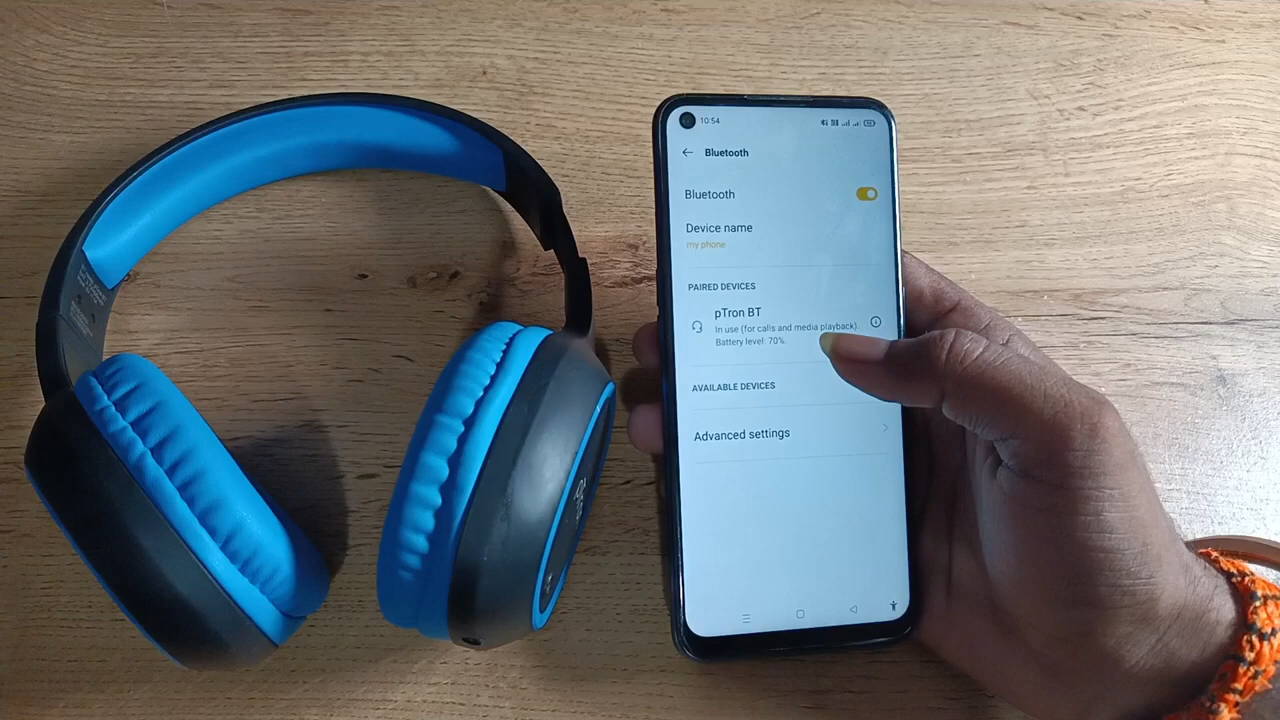 10:54
Bluetooth
Bluetooth
Device name
my phone
PAIRED DEVICES
pTron BT
In use (for calls and media playback).
Battery level: 70%.
AVAILABLE DEVICES
Advanced settings